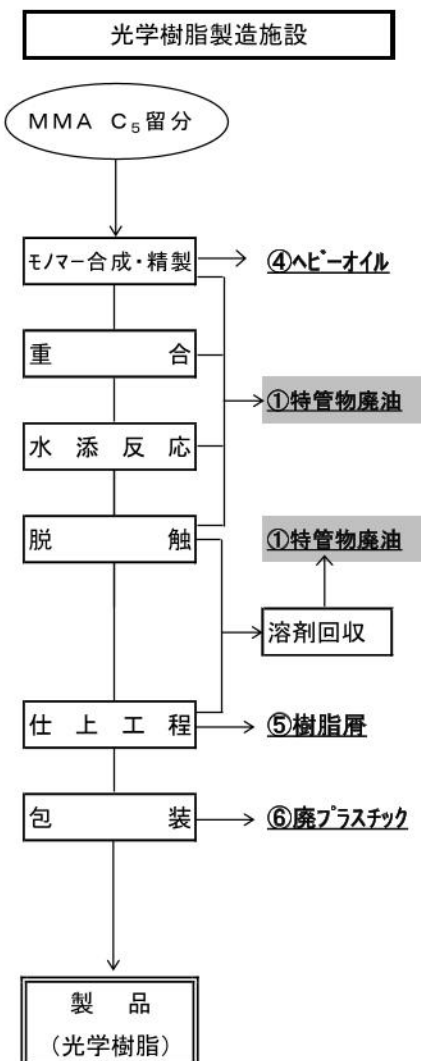 光学樹脂製造施設
MMA C₅留分
モノマー合成・精製
④ヘビーオイル
重合
①特管物廃油
水添反応
脱触
①特管物廃油
溶剤回収
仕上工程
⑤樹脂屑
包装
⑥廃プラスチック
製品
(光学樹脂)